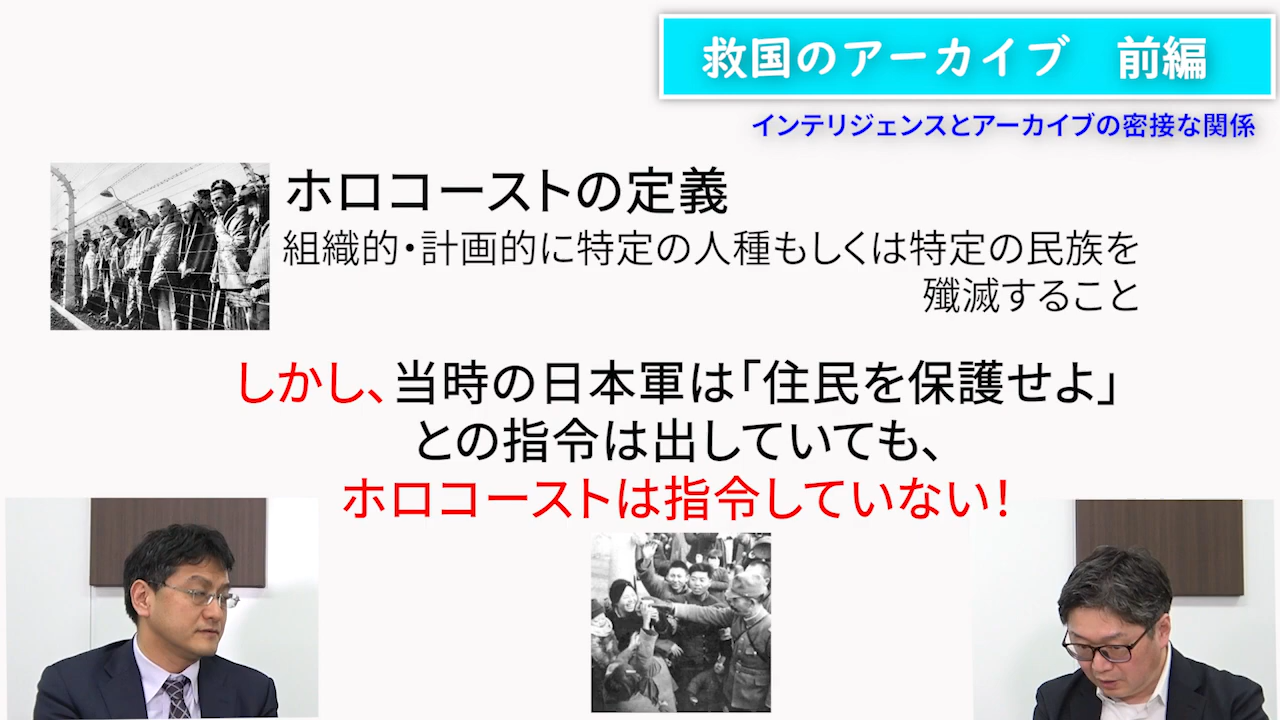 救国のアーカイブ　前編
インテリジェンスとアーカイブの密接な関係
ホロコーストの定義
組織的・計画的に特定の人種もしくは特定の民族を
殲滅すること
しかし、当時の日本軍は「住民を保護せよ」
との指令は出していても、
ホロコーストは指令していない!